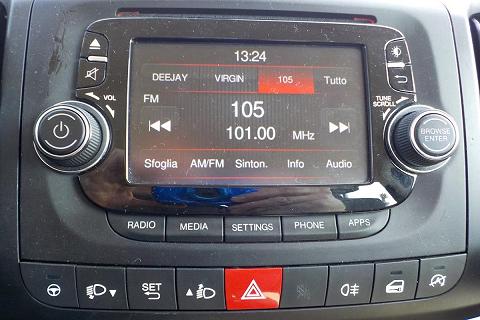 13:24
DEEJAY VIRGIN 105 Tutto
FM
VOL
105
TUNE
SCROLL
101.00 MHz
BROWSE
ENTER
Sfoglia AM/FM Sinton. Info Audio
RADIO MEDIA SETTINGS PHONE APPS
SET